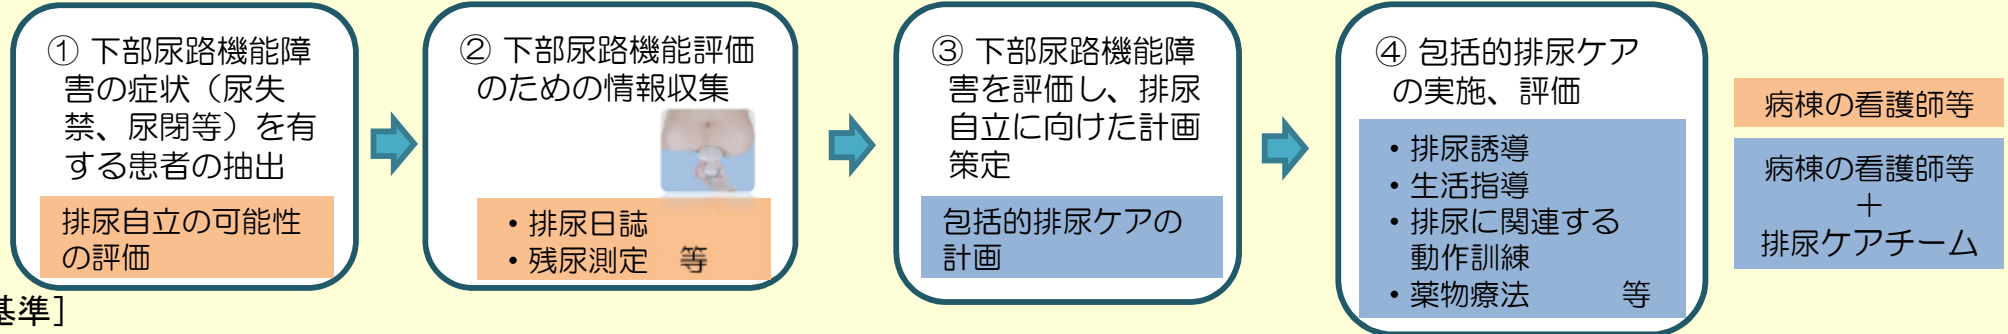 ① 下部尿路機能障
害の症状（尿失
禁、尿閉等）を有
する患者の抽出
排尿自立の可能性
の評価
② 下部尿路機能評価
のための情報収集
・排尿日誌
・残尿測定　等
③ 下部尿路機能障
害を評価し、排尿
自立に向けた計画
策定
包括的排尿ケアの
計画
④ 包括的排尿ケア
の実施、評価
・排尿誘導
・生活指導
・排尿に関連する
動作訓練
・薬物療法　　等
病棟の看護師等
病棟の看護師等
＋
排尿ケアチーム
基準］